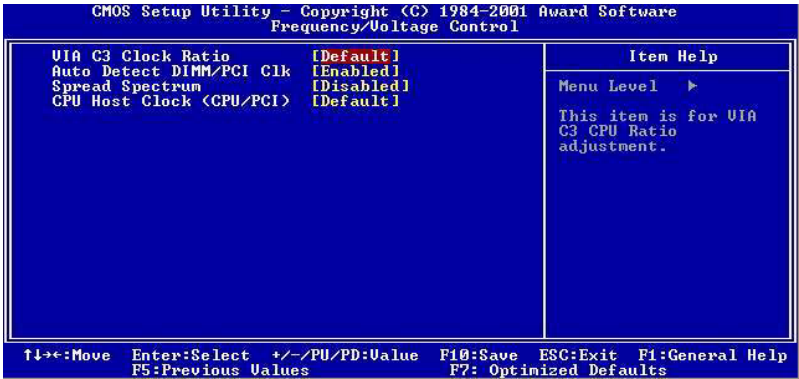 CMOS Setup Utility - Copyright (C) 1984-2001 Award Software
Frequency/Voltage Control
VIA C3 Clock Ratio [Default]
Auto Detect DIMM/PCI Clk [Enabled]
Spread Spectrum [Disabled]
CPU Host Clock (CPU/PCI) [Default]
Item Help
Menu Level ►
This item is for VIA
C3 CPU Ratio
adjustment.
↑↓→←:Move Enter:Select +/-/PU/PD:Value F10:Save ESC:Exit F1:General Help
F5:Previous Values F7: Optimized Defaults